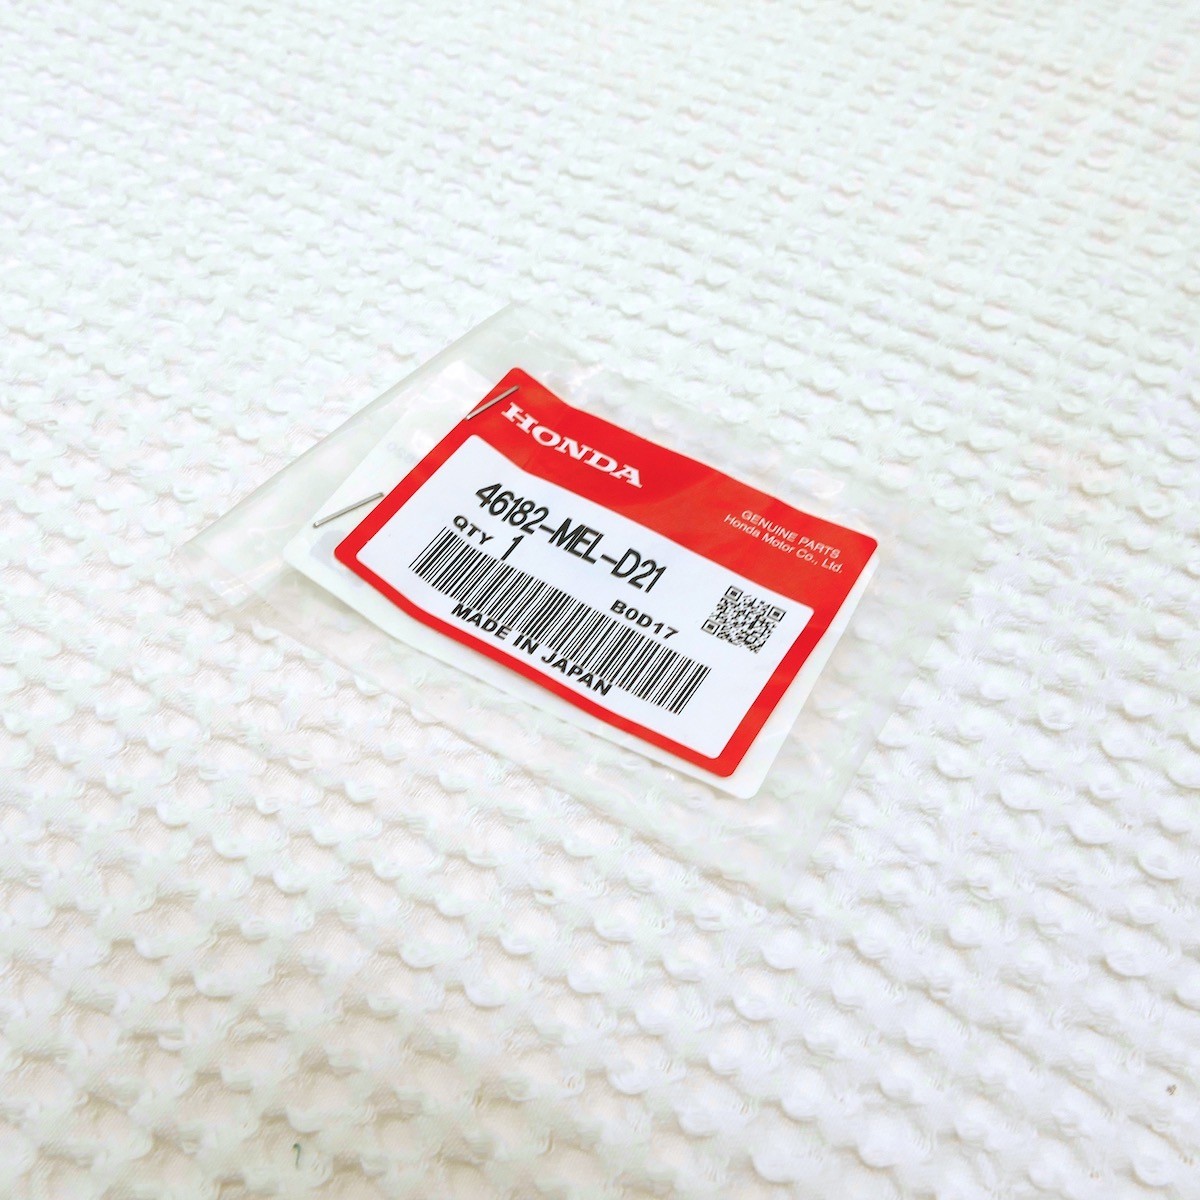 HONDA
GENUINE PARTS
Honda Motor Co., Ltd.
46182-MEL-D21
QTY 1
B0D17
MADE IN JAPAN